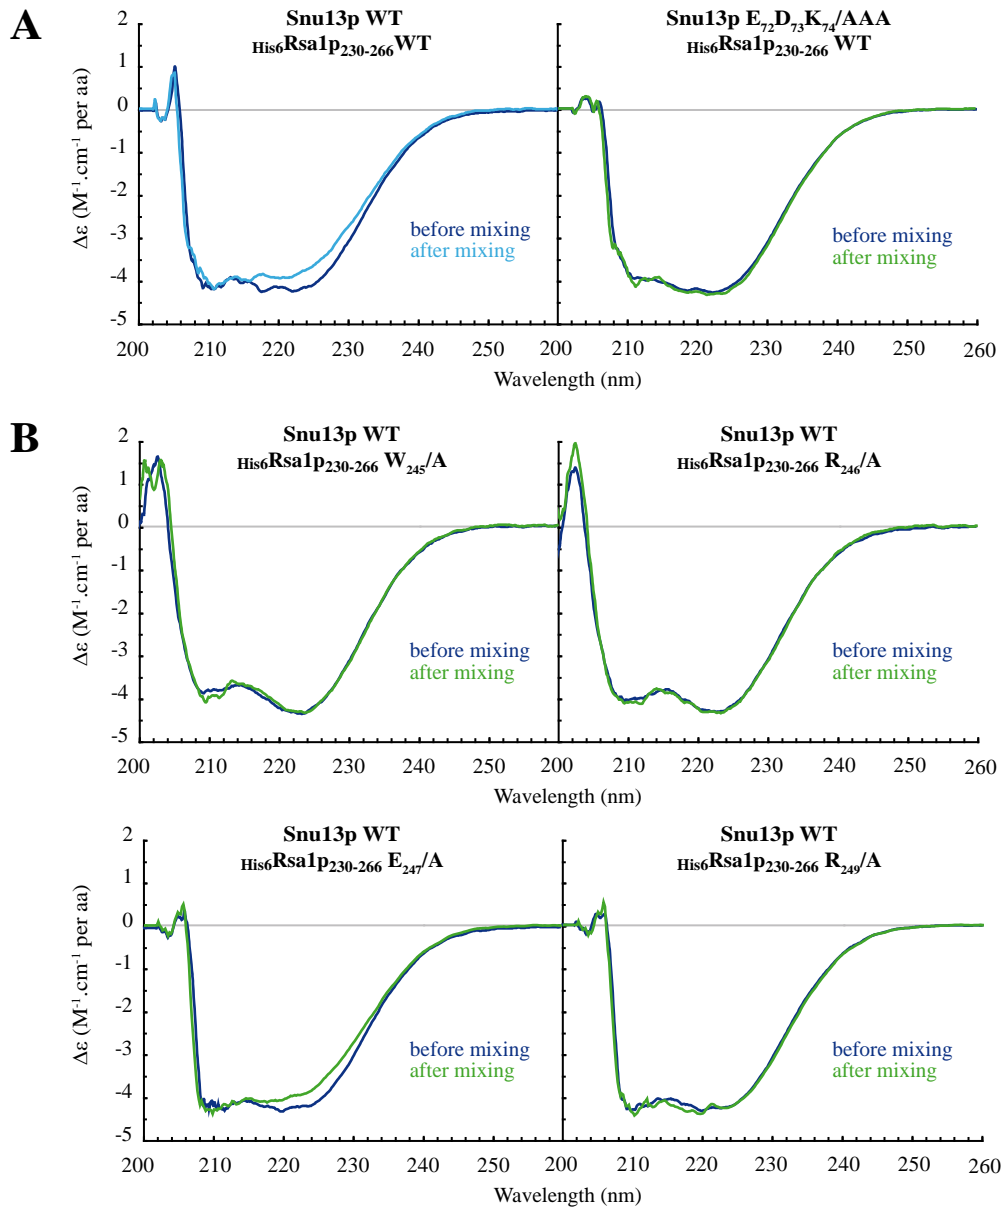 A
Snu13p WT
His6Rsa1p230-266WT
Snu13p E72D73K74/AAA
His6Rsa1p230-266 WT
Δε (M-1.cm-1 per aa)
2
1
0
-1
-2
-3
-4
-5
before mixing
after mixing
before mixing
after mixing
200 210 220 230 240 250 200 210 220 230 240 250 260
Wavelength (nm)
B
Snu13p WT
His6Rsa1p230-266 W245/A
Snu13p WT
His6Rsa1p230-266 R246/A
Δε (M-1.cm-1 per aa)
2
1
0
-1
-2
-3
-4
-5
before mixing
after mixing
before mixing
after mixing
200 210 220 230 240 250 200 210 220 230 240 250 260
Wavelength (nm)
Snu13p WT
His6Rsa1p230-266 E247/A
Snu13p WT
His6Rsa1p230-266 R249/A
Δε (M-1.cm-1 per aa)
2
1
0
-1
-2
-3
-4
-5
before mixing
after mixing
before mixing
after mixing
200 210 220 230 240 250 200 210 220 230 240 250 260
Wavelength (nm)